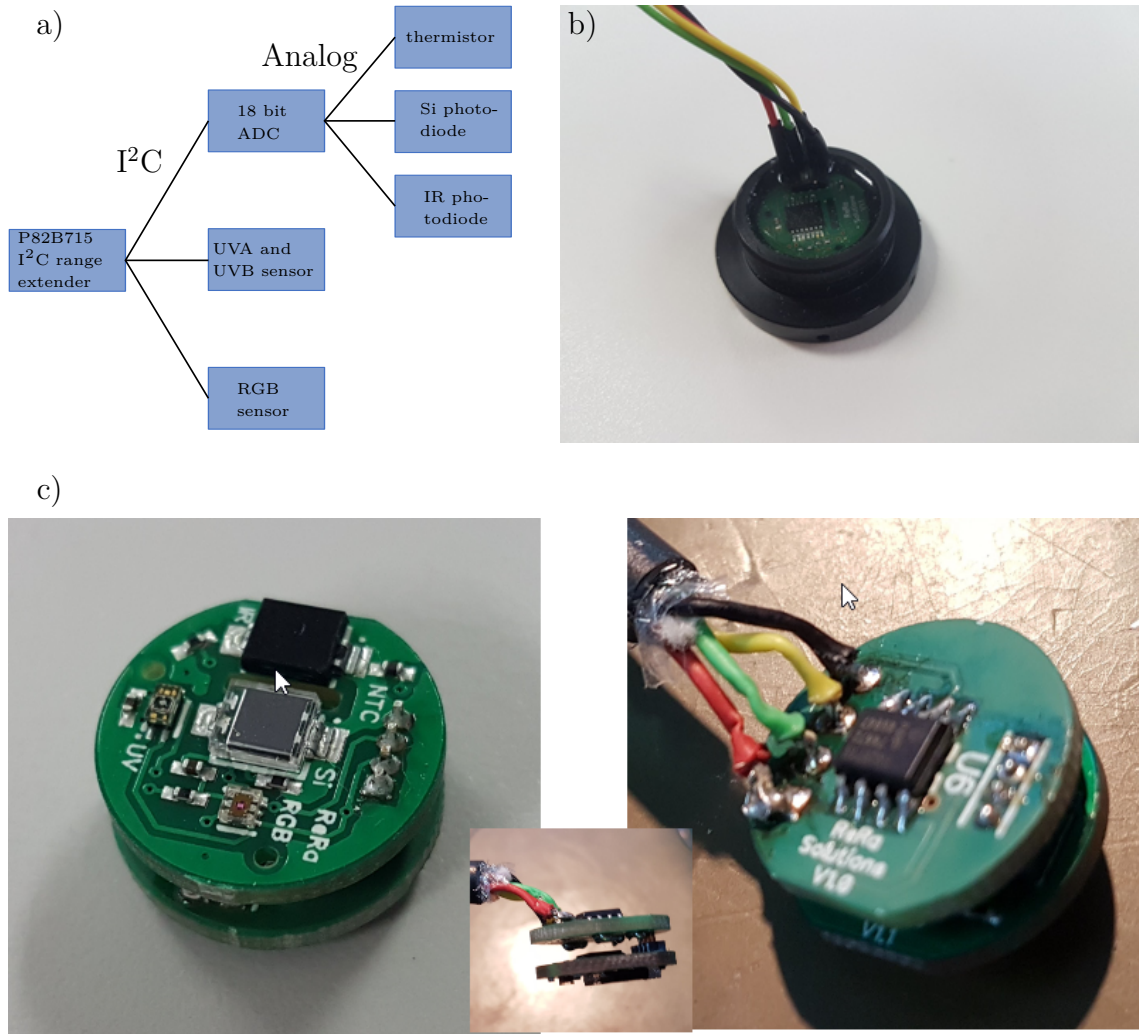 a)
Analog
thermistor
18 bit
ADC
Si photo-
diode
I²C
IR pho-
todiode
P82B715
I²C range
extender
UVA and
UVB sensor
RGB
sensor
b)
c)
IR
NTC
UV
Si
RGB
ReRa
U6
ReRa
Solutions
V1.0
V1.1